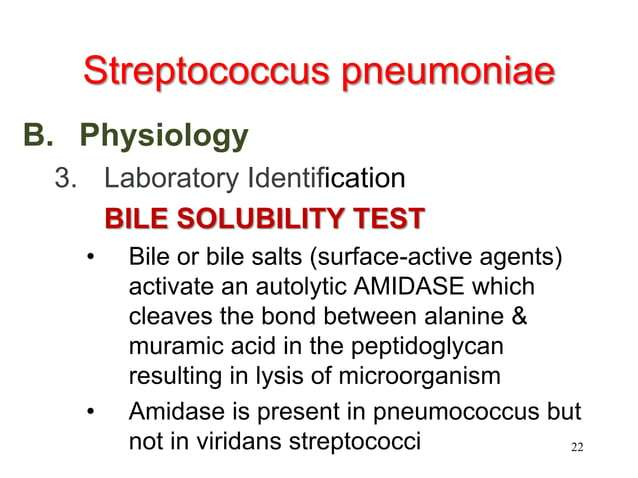 Streptococcus pneumoniae
B. Physiology
3. Laboratory Identification
BILE SOLUBILITY TEST
• Bile or bile salts (surface-active agents)
activate an autolytic AMIDASE which
cleaves the bond between alanine &
muramic acid in the peptidoglycan
resulting in lysis of microorganism
• Amidase is present in pneumococcus but
not in viridans streptococci
22